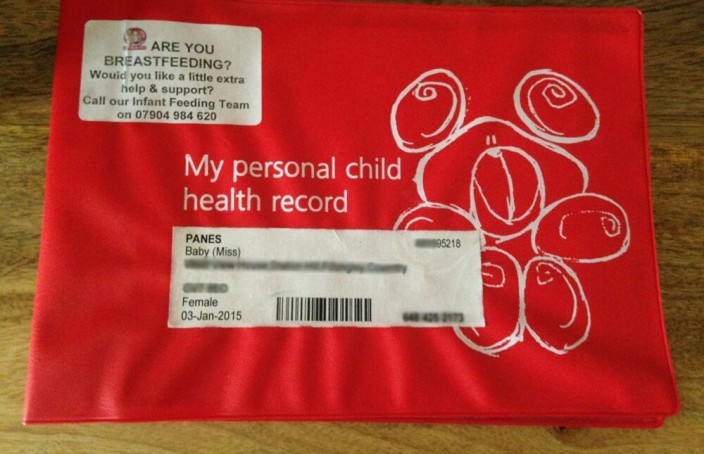 ARE YOU
BREASTFEEDING?
Would you like a little extra
help & support?
Call our Infant Feeding Team
on 07904 984 620
My personal child
health record
PANES
95218
Baby (Miss)
Female
03-Jan-2015